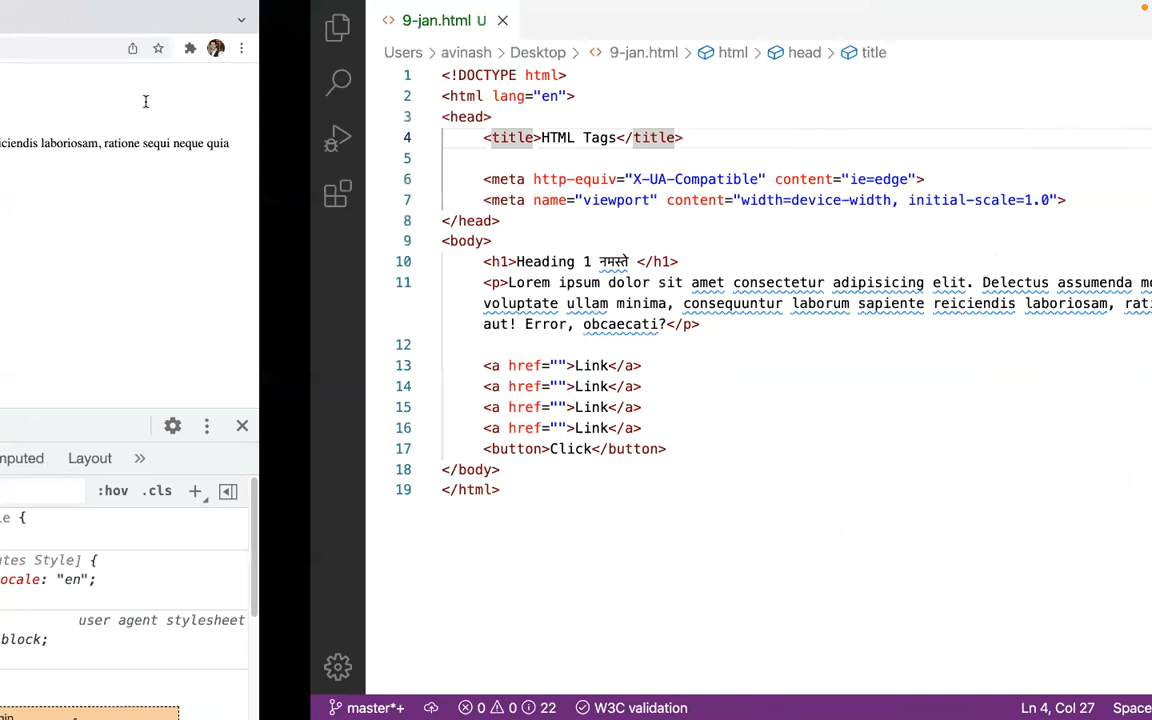 9-jan.html U
Users > avinash > Desktop > 9-jan.html > html > head > title
1 <!DOCTYPE html>
2 <html lang="en">
3 <head>
4 <title>HTML Tags</title>
5
6 <meta http-equiv="X-UA-Compatible" content="ie=edge">
7 <meta name="viewport" content="width=device-width, initial-scale=1.0">
8 </head>
9 <body>
10 <h1>Heading 1 नमस्ते </h1>
11 <p>Lorem ipsum dolor sit amet consectetur adipisicing elit. Delectus assumenda
voluptate ullam minima, consequuntur laborum sapiente reiciendis laboriosam,
aut! Error, obcaecati?</p>
12
13 <a href="">Link</a>
14 <a href="">Link</a>
15 <a href="">Link</a>
16 <a href="">Link</a>
17 <button>Click</button>
18 </body>
19 </html>
iciendis laboriosam, ratione sequi neque quia
mputed Layout »
:hov .cls
le {
utes Style] {
ocale: "en";
user agent stylesheet
block;
master*+ 0 0 22 W3C validation Ln 4, Col 27 Space